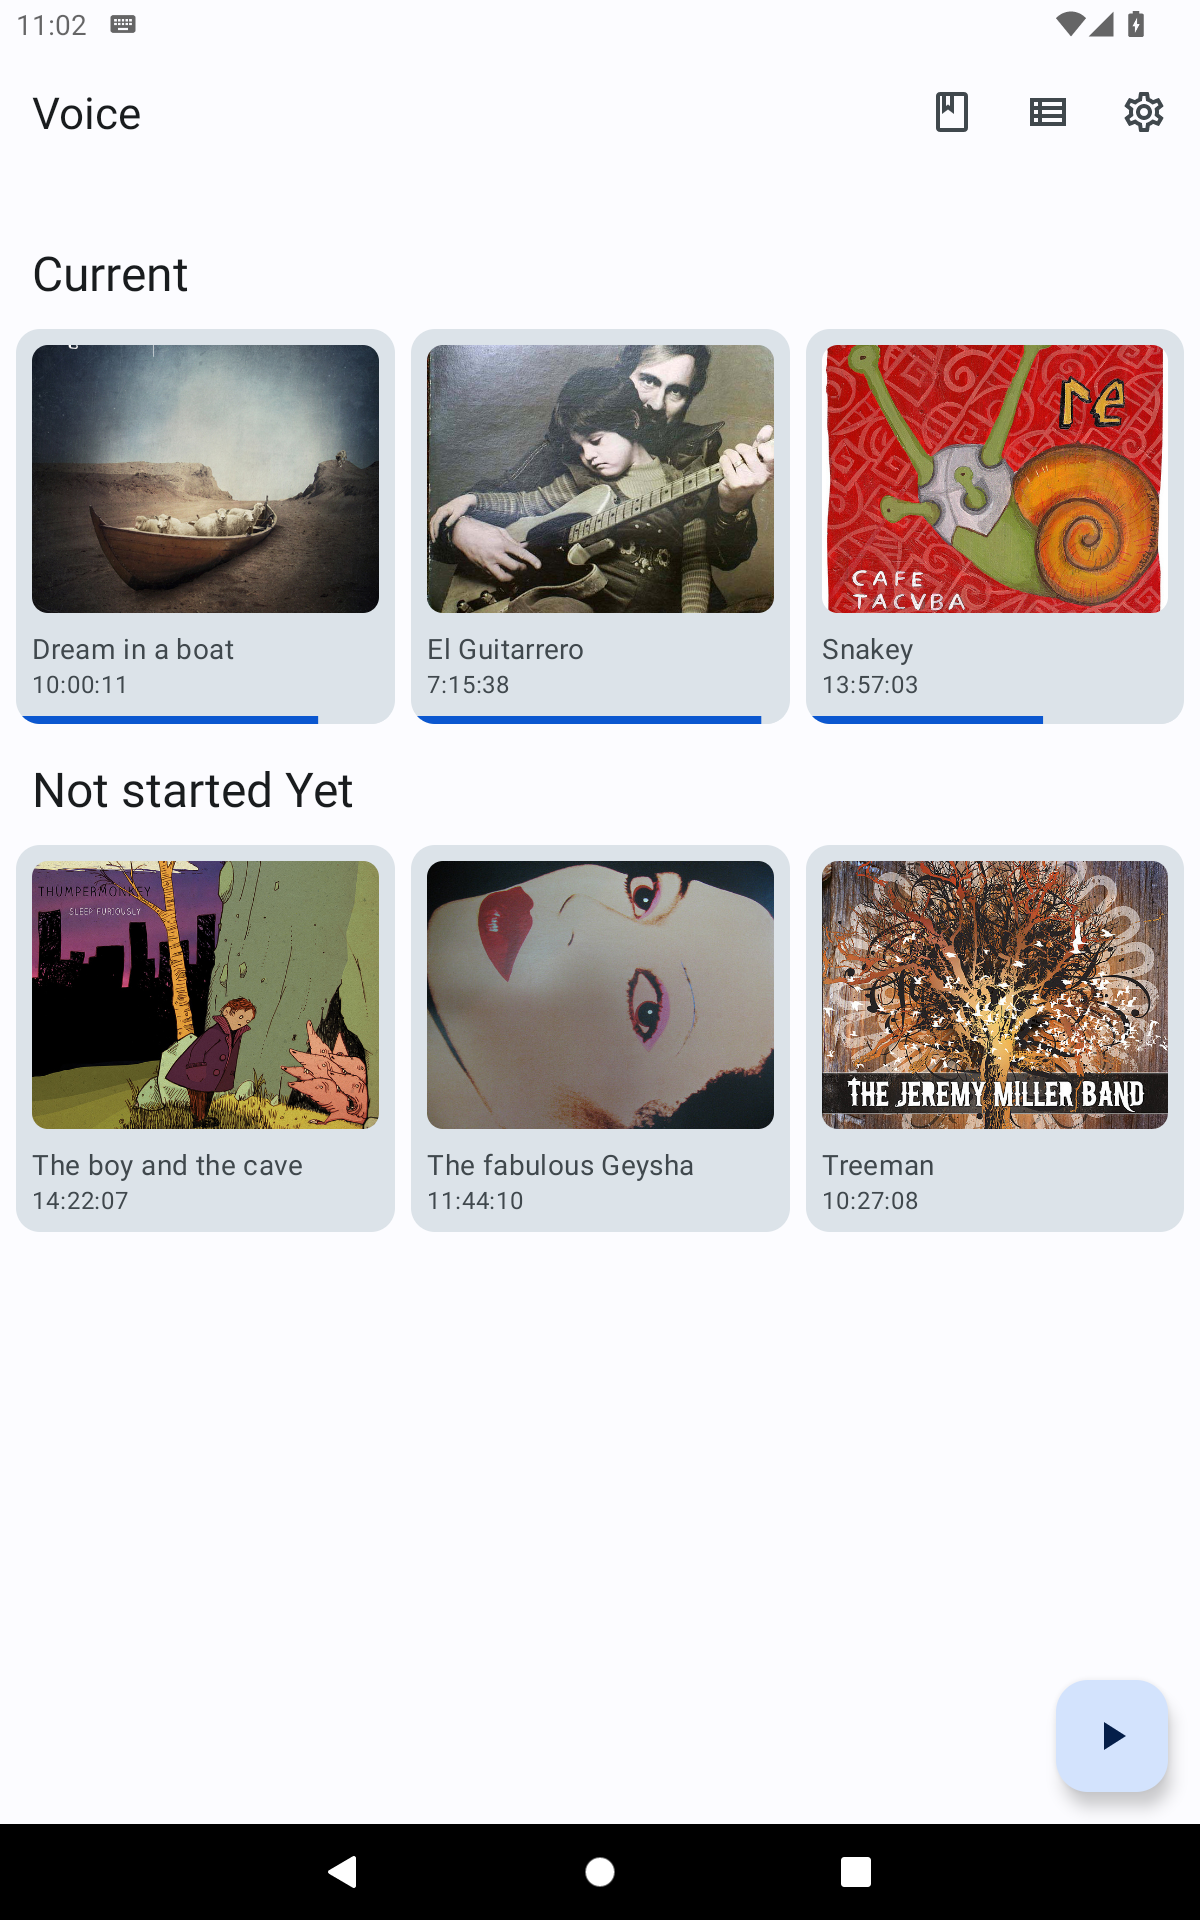 11:02
Voice
Current
re
CAFE
TACVBA
Dream in a boat
10:00:11
El Guitarrero
7:15:38
Snakey
13:57:03
Not started Yet
THUMPERMONKEY
SLEEP FURIOUSLY
THE JEREMY MILLER BAND
The boy and the cave
14:22:07
The fabulous Geysha
11:44:10
Treeman
10:27:08